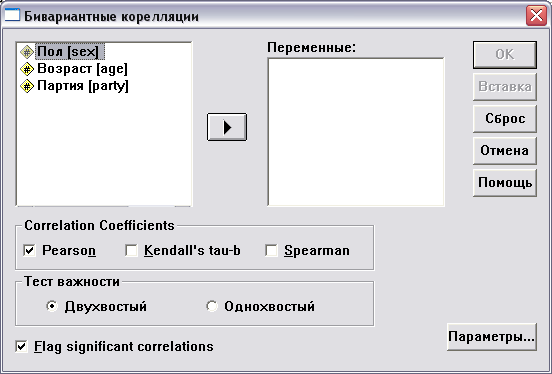 Бивариантные корелляции
Пол [sex]
Возраст [age]
Партия [party]
Переменные:
OK
Вставка
Сброс
Отмена
Помощь
Correlation Coefficients
Pearson
Kendall's tau-b
Spearman
Тест важности
Двухвостый
Однохвостый
Flag significant correlations
Параметры...